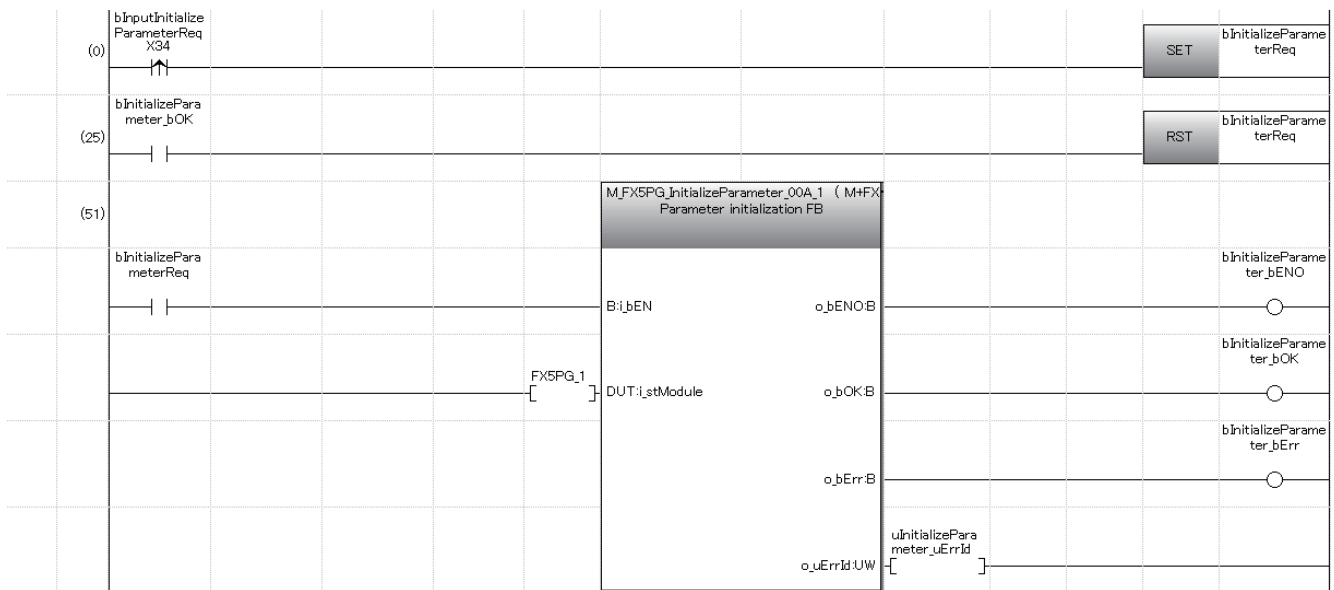 bInputInitialize
ParameterReq
X34
(0)
SET
bInitializeParame
terReq
bInitializePara
meter_bOK
(25)
RST
bInitializeParame
terReq
(51)
M_FX5PG_InitializeParameter_00A_1 ( M+FX
Parameter initialization FB
bInitializePara
meterReq
B:i_bEN
o_bENO:B
bInitializeParame
ter_bENO
FX5PG_1
DUT:i_stModule
o_bOK:B
bInitializeParame
ter_bOK
o_bErr:B
bInitializeParame
ter_bErr
o_uErrId:UW
uInitializePara
meter_uErrId